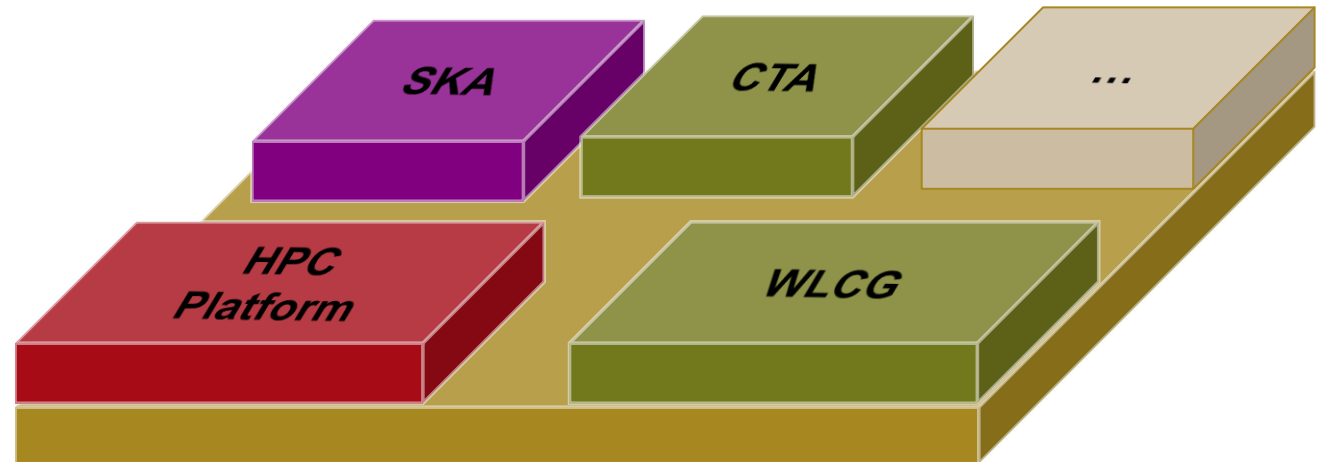 SKA
CTA
...
HPC
Platform
WLCG